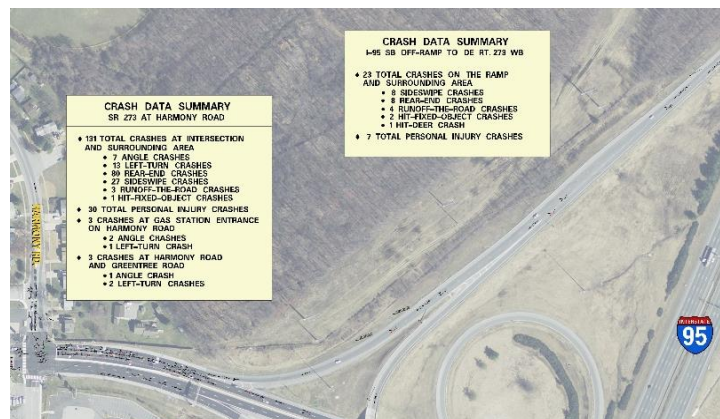 CRASH DATA SUMMARY
SR 273 AT HARMONY ROAD
♦ 131 TOTAL CRASHES AT INTERSECTION
AND SURROUNDING AREA
• 7 ANGLE CRASHES
• 13 LEFT-TURN CRASHES
• 80 REAR-END CRASHES
• 27 SIDESWIPE CRASHES
• 3 RUNOFF-THE-ROAD CRASHES
• 1 HIT-FIXED-OBJECT CRASHES
♦ 30 TOTAL PERSONAL INJURY CRASHES
♦ 3 CRASHES AT GAS STATION ENTRANCE
ON HARMONY ROAD
• 2 ANGLE CRASHES
• 1 LEFT-TURN CRASH
♦ 3 CRASHES AT HARMONY ROAD
AND GREENTREE ROAD
• 1 ANGLE CRASH
• 2 LEFT-TURN CRASHES
CRASH DATA SUMMARY
I-95 SB OFF-RAMP TO DE RT. 273 WB
♦ 23 TOTAL CRASHES ON THE RAMP
AND SURROUNDING AREA
• 8 SIDESWIPE CRASHES
• 8 REAR-END CRASHES
• 4 RUNOFF-THE-ROAD CRASHES
• 2 HIT-FIXED-OBJECT CRASHES
• 1 HIT-DEER CRASH
♦ 7 TOTAL PERSONAL INJURY CRASHES
HARMONY RD.
INTERSTATE
95